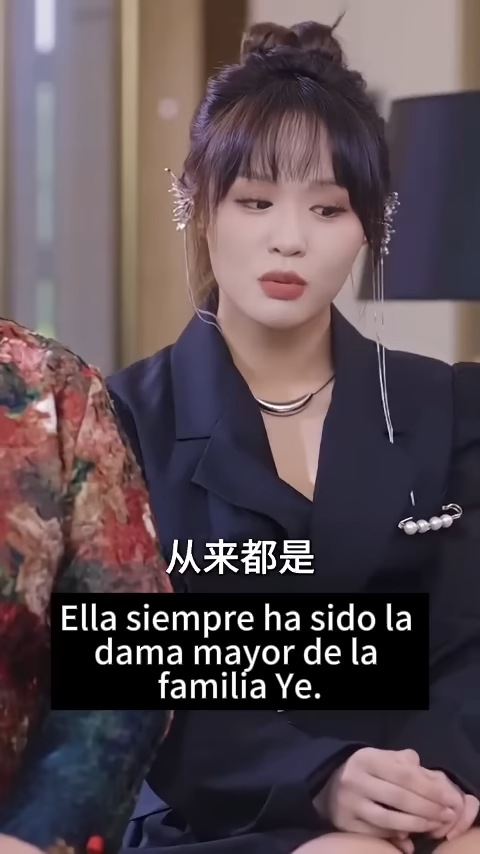 从来都是
Ella siempre ha sido la
dama mayor de la
familia Ye.